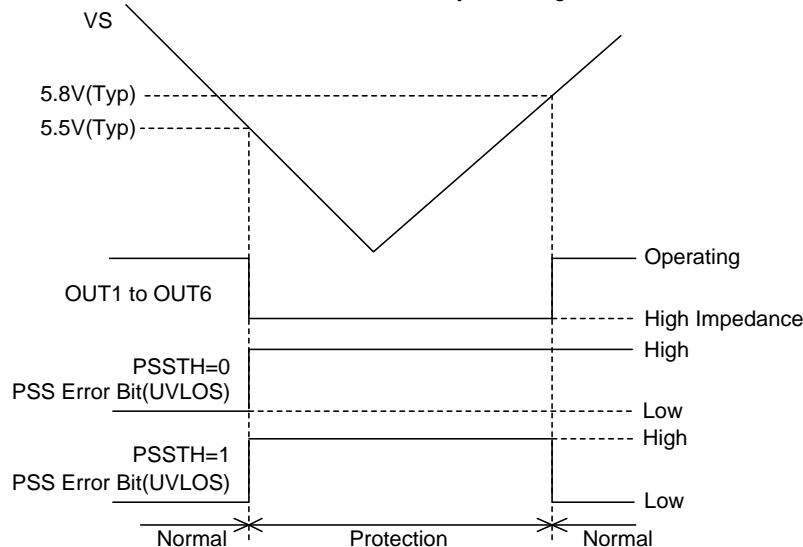 VS
5.8V(Typ)
5.5V(Typ)
Operating
OUT1 to OUT6
High Impedance
High
PSSTH=0
PSS Error Bit(UVLOS)
Low
High
PSSTH=1
PSS Error Bit(UVLOS)
Low
Normal
Protection
Normal